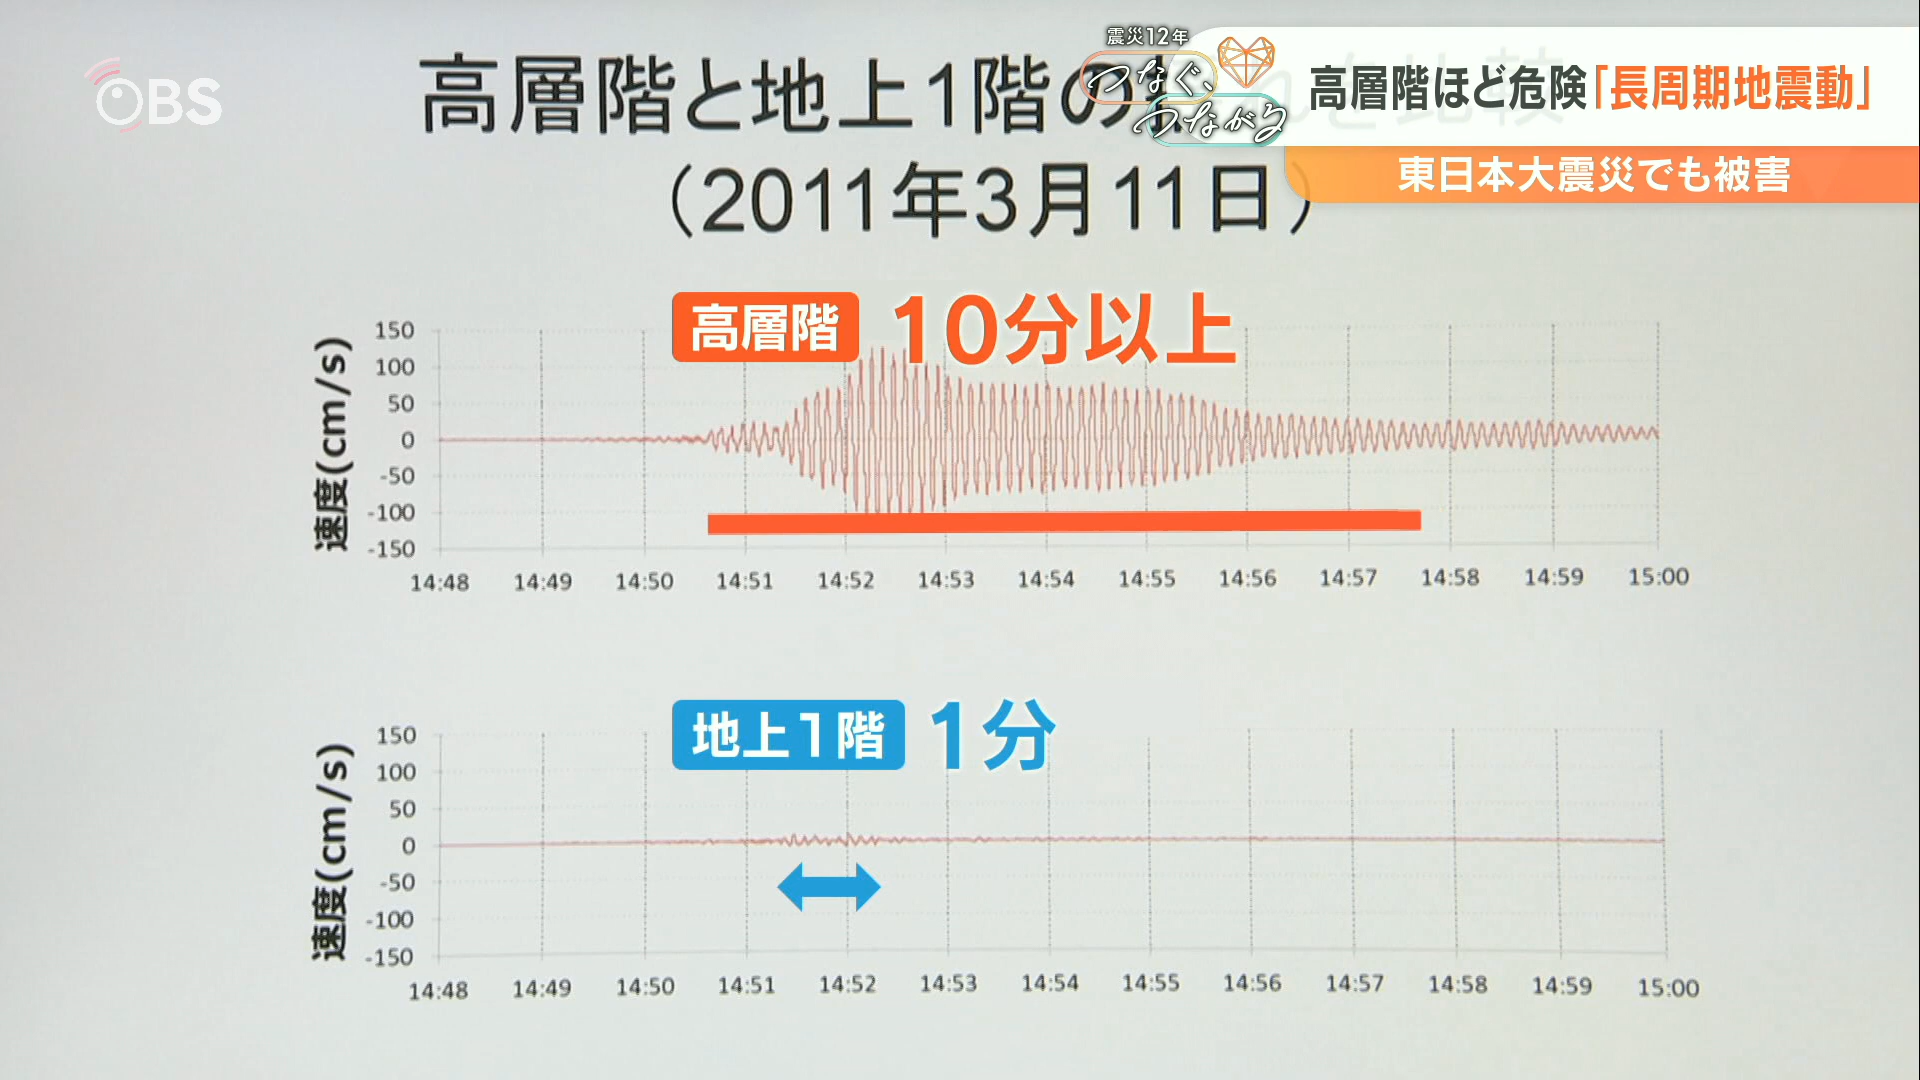 OBS
震災12年
つなぐ、
つながる
高層階ほど危険「長周期地震動」
東日本大震災でも被害
高層階と地上1階の
と比較
（2011年3月11日）
高層階 10分以上
速度(cm/s)
150
100
50
0
-50
-100
-150
14:48 14:49 14:50 14:51 14:52 14:53 14:54 14:55 14:56 14:57 14:58 14:59 15:00
地上1階 1分
速度(cm/s)
150
100
50
0
-50
-100
-150
14:48 14:49 14:50 14:51 14:52 14:53 14:54 14:55 14:56 14:57 14:58 14:59 15:00